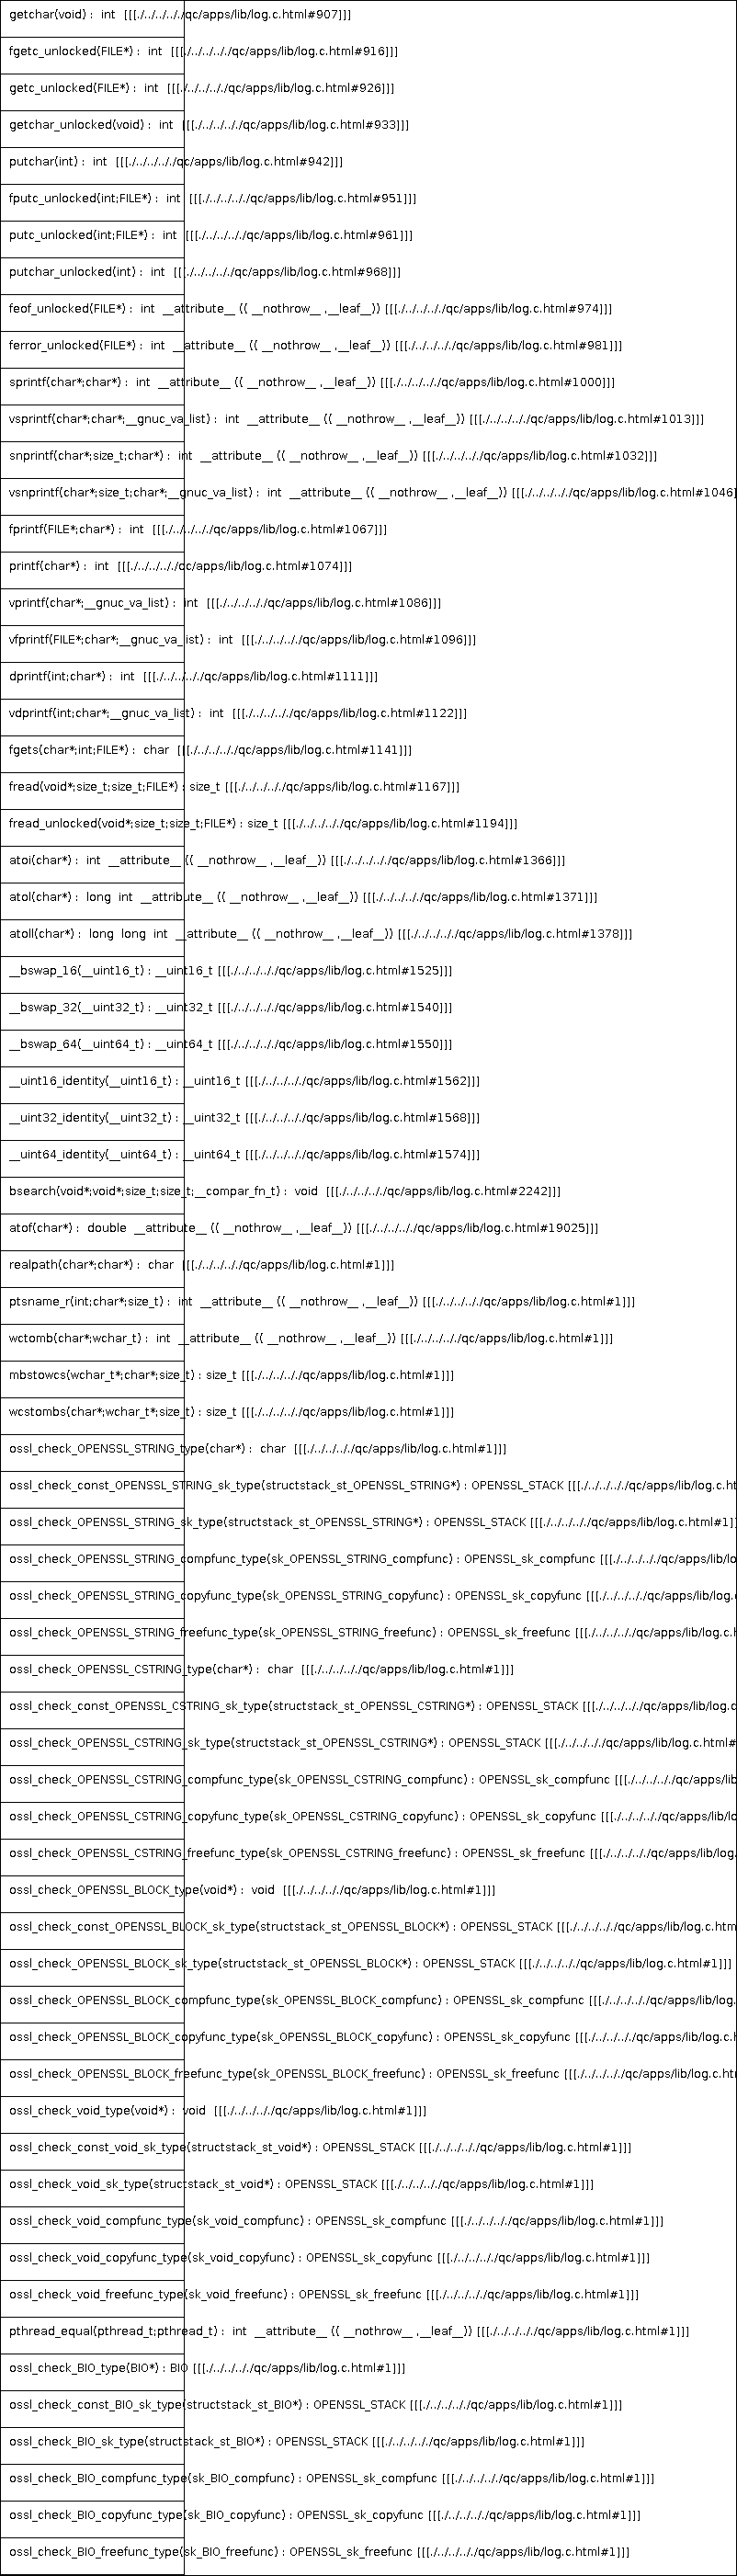 getchar(void) :  int  [[[./../../../../qc/apps/lib/log.c.html#907]]]
fgetc_unlocked(FILE*) :  int  [[[./../../../../qc/apps/lib/log.c.html#916]]]
getc_unlocked(FILE*) :  int  [[[./../../../../qc/apps/lib/log.c.html#926]]]
getchar_unlocked(void) :  int  [[[./../../../../qc/apps/lib/log.c.html#933]]]
putchar(int) :  int  [[[./../../../../qc/apps/lib/log.c.html#942]]]
fputc_unlocked(int;FILE*) :  int  [[[./../../../../qc/apps/lib/log.c.html#951]]]
putc_unlocked(int;FILE*) :  int  [[[./../../../../qc/apps/lib/log.c.html#961]]]
putchar_unlocked(int) :  int  [[[./../../../../qc/apps/lib/log.c.html#968]]]
feof_unlocked(FILE*) :  int  __attribute__ (( __nothrow__ ,__leaf__)) [[[./../../../../qc/apps/lib/log.c.html#974]]]
ferror_unlocked(FILE*) :  int  __attribute__ (( __nothrow__ ,__leaf__)) [[[./../../../../qc/apps/lib/log.c.html#981]]]
sprintf(char*;char*) :  int  __attribute__ (( __nothrow__ ,__leaf__)) [[[./../../../../qc/apps/lib/log.c.html#1000]]]
vsprintf(char*;char*;__gnuc_va_list) :  int  __attribute__ (( __nothrow__ ,__leaf__)) [[[./../../../../qc/apps/lib/log.c.html#1013]]]
snprintf(char*;size_t;char*) :  int  __attribute__ (( __nothrow__ ,__leaf__)) [[[./../../../../qc/apps/lib/log.c.html#1032]]]
vsnprintf(char*;size_t;char*;__gnuc_va_list) :  int  __attribute__ (( __nothrow__ ,__leaf__)) [[[./../../../../qc/apps/lib/log.c.html#1046]
fprintf(FILE*;char*) :  int  [[[./../../../../qc/apps/lib/log.c.html#1067]]]
printf(char*) :  int  [[[./../../../../qc/apps/lib/log.c.html#1074]]]
vprintf(char*;__gnuc_va_list) :  int  [[[./../../../../qc/apps/lib/log.c.html#1086]]]
vfprintf(FILE*;char*;__gnuc_va_list) :  int  [[[./../../../../qc/apps/lib/log.c.html#1096]]]
dprintf(int;char*) :  int  [[[./../../../../qc/apps/lib/log.c.html#1111]]]
vdprintf(int;char*;__gnuc_va_list) :  int  [[[./../../../../qc/apps/lib/log.c.html#1122]]]
fgets(char*;int;FILE*) :  char  [[[./../../../../qc/apps/lib/log.c.html#1141]]]
fread(void*;size_t;size_t;FILE*) : size_t [[[./../../../../qc/apps/lib/log.c.html#1167]]]
fread_unlocked(void*;size_t;size_t;FILE*) : size_t [[[./../../../../qc/apps/lib/log.c.html#1194]]]
atoi(char*) :  int  __attribute__ (( __nothrow__ ,__leaf__)) [[[./../../../../qc/apps/lib/log.c.html#1366]]]
atol(char*) :  long  int  __attribute__ (( __nothrow__ ,__leaf__)) [[[./../../../../qc/apps/lib/log.c.html#1371]]]
atoll(char*) :  long  long  int  __attribute__ (( __nothrow__ ,__leaf__)) [[[./../../../../qc/apps/lib/log.c.html#1378]]]
__bswap_16(__uint16_t) : __uint16_t [[[./../../../../qc/apps/lib/log.c.html#1525]]]
__bswap_32(__uint32_t) : __uint32_t [[[./../../../../qc/apps/lib/log.c.html#1540]]]
__bswap_64(__uint64_t) : __uint64_t [[[./../../../../qc/apps/lib/log.c.html#1550]]]
__uint16_identity(__uint16_t) : __uint16_t [[[./../../../../qc/apps/lib/log.c.html#1562]]]
__uint32_identity(__uint32_t) : __uint32_t [[[./../../../../qc/apps/lib/log.c.html#1568]]]
__uint64_identity(__uint64_t) : __uint64_t [[[./../../../../qc/apps/lib/log.c.html#1574]]]
bsearch(void*;void*;size_t;size_t;__compar_fn_t) :  void  [[[./../../../../qc/apps/lib/log.c.html#2242]]]
atof(char*) :  double  __attribute__ (( __nothrow__ ,__leaf__)) [[[./../../../../qc/apps/lib/log.c.html#19025]]]
realpath(char*;char*) :  char  [[[./../../../../qc/apps/lib/log.c.html#1]]]
ptsname_r(int;char*;size_t) :  int  __attribute__ (( __nothrow__ ,__leaf__)) [[[./../../../../qc/apps/lib/log.c.html#1]]]
wctomb(char*;wchar_t) :  int  __attribute__ (( __nothrow__ ,__leaf__)) [[[./../../../../qc/apps/lib/log.c.html#1]]]
mbstowcs(wchar_t*;char*;size_t) : size_t [[[./../../../../qc/apps/lib/log.c.html#1]]]
wcstombs(char*;wchar_t*;size_t) : size_t [[[./../../../../qc/apps/lib/log.c.html#1]]]
ossl_check_OPENSSL_STRING_type(char*) :  char  [[[./../../../../qc/apps/lib/log.c.html#1]]]
ossl_check_const_OPENSSL_STRING_sk_type(structstack_st_OPENSSL_STRING*) : OPENSSL_STACK [[[./../../../../qc/apps/lib/log.c.ht
ossl_check_OPENSSL_STRING_sk_type(structstack_st_OPENSSL_STRING*) : OPENSSL_STACK [[[./../../../../qc/apps/lib/log.c.html#1]]]
ossl_check_OPENSSL_STRING_compfunc_type(sk_OPENSSL_STRING_compfunc) : OPENSSL_sk_compfunc [[[./../../../../qc/apps/lib/lo
ossl_check_OPENSSL_STRING_copyfunc_type(sk_OPENSSL_STRING_copyfunc) : OPENSSL_sk_copyfunc [[[./../../../../qc/apps/lib/log.
ossl_check_OPENSSL_STRING_freefunc_type(sk_OPENSSL_STRING_freefunc) : OPENSSL_sk_freefunc [[[./../../../../qc/apps/lib/log.c.h
ossl_check_OPENSSL_CSTRING_type(char*) :  char  [[[./../../../../qc/apps/lib/log.c.html#1]]]
ossl_check_const_OPENSSL_CSTRING_sk_type(structstack_st_OPENSSL_CSTRING*) : OPENSSL_STACK [[[./../../../../qc/apps/lib/log.c
ossl_check_OPENSSL_CSTRING_sk_type(structstack_st_OPENSSL_CSTRING*) : OPENSSL_STACK [[[./../../../../qc/apps/lib/log.c.html#
ossl_check_OPENSSL_CSTRING_compfunc_type(sk_OPENSSL_CSTRING_compfunc) : OPENSSL_sk_compfunc [[[./../../../../qc/apps/lib
ossl_check_OPENSSL_CSTRING_copyfunc_type(sk_OPENSSL_CSTRING_copyfunc) : OPENSSL_sk_copyfunc [[[./../../../../qc/apps/lib/lo
ossl_check_OPENSSL_CSTRING_freefunc_type(sk_OPENSSL_CSTRING_freefunc) : OPENSSL_sk_freefunc [[[./../../../../qc/apps/lib/log.
ossl_check_OPENSSL_BLOCK_type(void*) :  void  [[[./../../../../qc/apps/lib/log.c.html#1]]]
ossl_check_const_OPENSSL_BLOCK_sk_type(structstack_st_OPENSSL_BLOCK*) : OPENSSL_STACK [[[./../../../../qc/apps/lib/log.c.htm
ossl_check_OPENSSL_BLOCK_sk_type(structstack_st_OPENSSL_BLOCK*) : OPENSSL_STACK [[[./../../../../qc/apps/lib/log.c.html#1]]]
ossl_check_OPENSSL_BLOCK_compfunc_type(sk_OPENSSL_BLOCK_compfunc) : OPENSSL_sk_compfunc [[[./../../../../qc/apps/lib/log.
ossl_check_OPENSSL_BLOCK_copyfunc_type(sk_OPENSSL_BLOCK_copyfunc) : OPENSSL_sk_copyfunc [[[./../../../../qc/apps/lib/log.c.h
ossl_check_OPENSSL_BLOCK_freefunc_type(sk_OPENSSL_BLOCK_freefunc) : OPENSSL_sk_freefunc [[[./../../../../qc/apps/lib/log.c.htm
ossl_check_void_type(void*) :  void  [[[./../../../../qc/apps/lib/log.c.html#1]]]
ossl_check_const_void_sk_type(structstack_st_void*) : OPENSSL_STACK [[[./../../../../qc/apps/lib/log.c.html#1]]]
ossl_check_void_sk_type(structstack_st_void*) : OPENSSL_STACK [[[./../../../../qc/apps/lib/log.c.html#1]]]
ossl_check_void_compfunc_type(sk_void_compfunc) : OPENSSL_sk_compfunc [[[./../../../../qc/apps/lib/log.c.html#1]]]
ossl_check_void_copyfunc_type(sk_void_copyfunc) : OPENSSL_sk_copyfunc [[[./../../../../qc/apps/lib/log.c.html#1]]]
ossl_check_void_freefunc_type(sk_void_freefunc) : OPENSSL_sk_freefunc [[[./../../../../qc/apps/lib/log.c.html#1]]]
pthread_equal(pthread_t;pthread_t) :  int  __attribute__ (( __nothrow__ ,__leaf__)) [[[./../../../../qc/apps/lib/log.c.html#1]]]
ossl_check_BIO_type(BIO*) : BIO [[[./../../../../qc/apps/lib/log.c.html#1]]]
ossl_check_const_BIO_sk_type(structstack_st_BIO*) : OPENSSL_STACK [[[./../../../../qc/apps/lib/log.c.html#1]]]
ossl_check_BIO_sk_type(structstack_st_BIO*) : OPENSSL_STACK [[[./../../../../qc/apps/lib/log.c.html#1]]]
ossl_check_BIO_compfunc_type(sk_BIO_compfunc) : OPENSSL_sk_compfunc [[[./../../../../qc/apps/lib/log.c.html#1]]]
ossl_check_BIO_copyfunc_type(sk_BIO_copyfunc) : OPENSSL_sk_copyfunc [[[./../../../../qc/apps/lib/log.c.html#1]]]
ossl_check_BIO_freefunc_type(sk_BIO_freefunc) : OPENSSL_sk_freefunc [[[./../../../../qc/apps/lib/log.c.html#1]]]